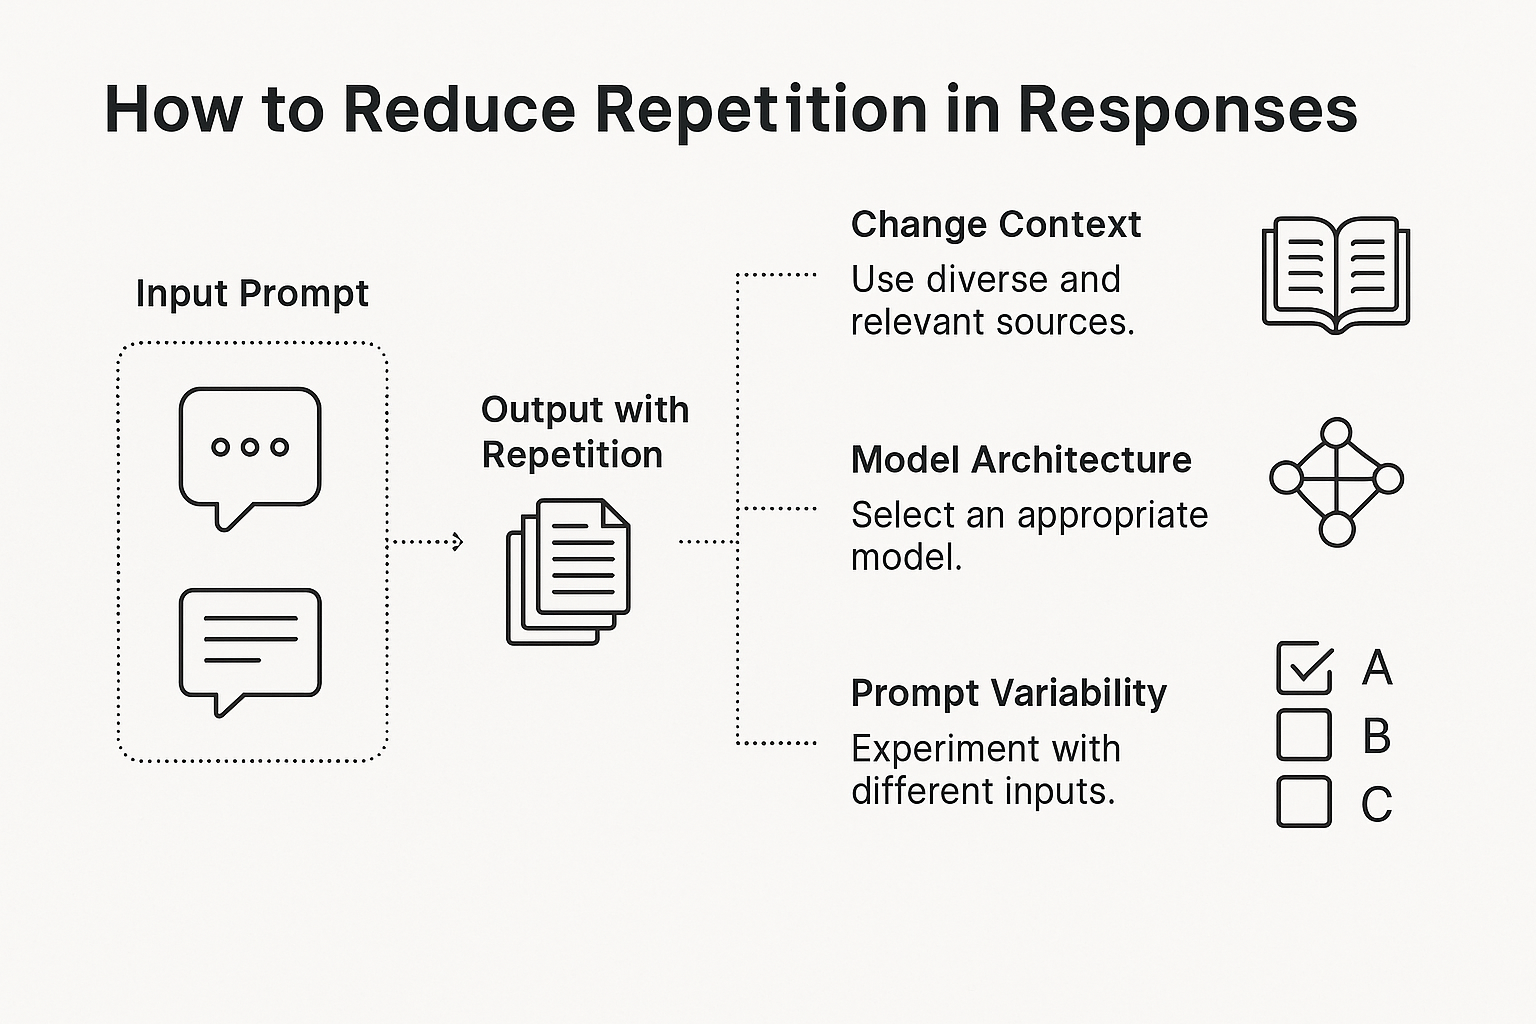 How to Reduce Repetition in Responses
Input Prompt
Output with
Repetition
Change Context
Use diverse and
relevant sources.
Model Architecture
Select an appropriate
model.
Prompt Variability
Experiment with
different inputs.
A
B
C